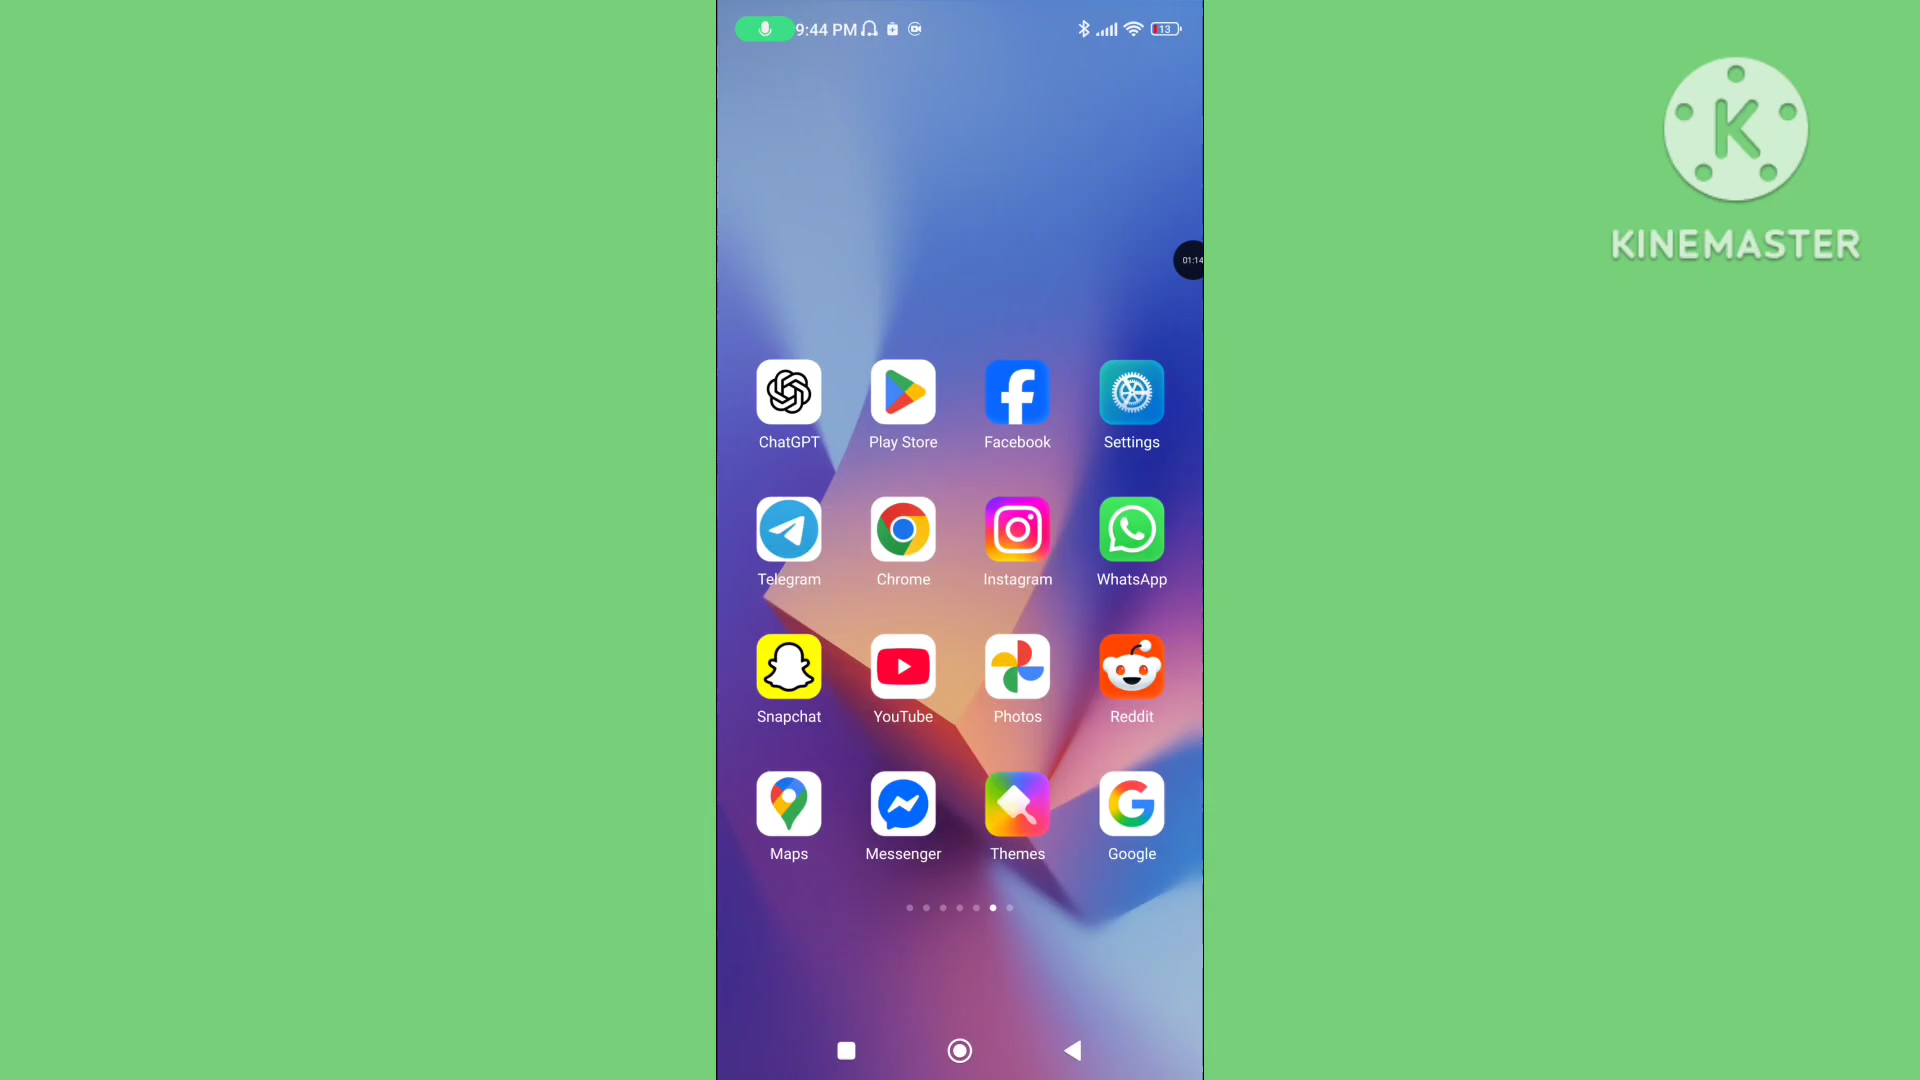 9:44 PM 13
K
KINEMASTER
01:14
ChatGPT Play Store Facebook Settings
Telegram Chrome Instagram WhatsApp
Snapchat YouTube Photos Reddit
Maps Messenger Themes Google